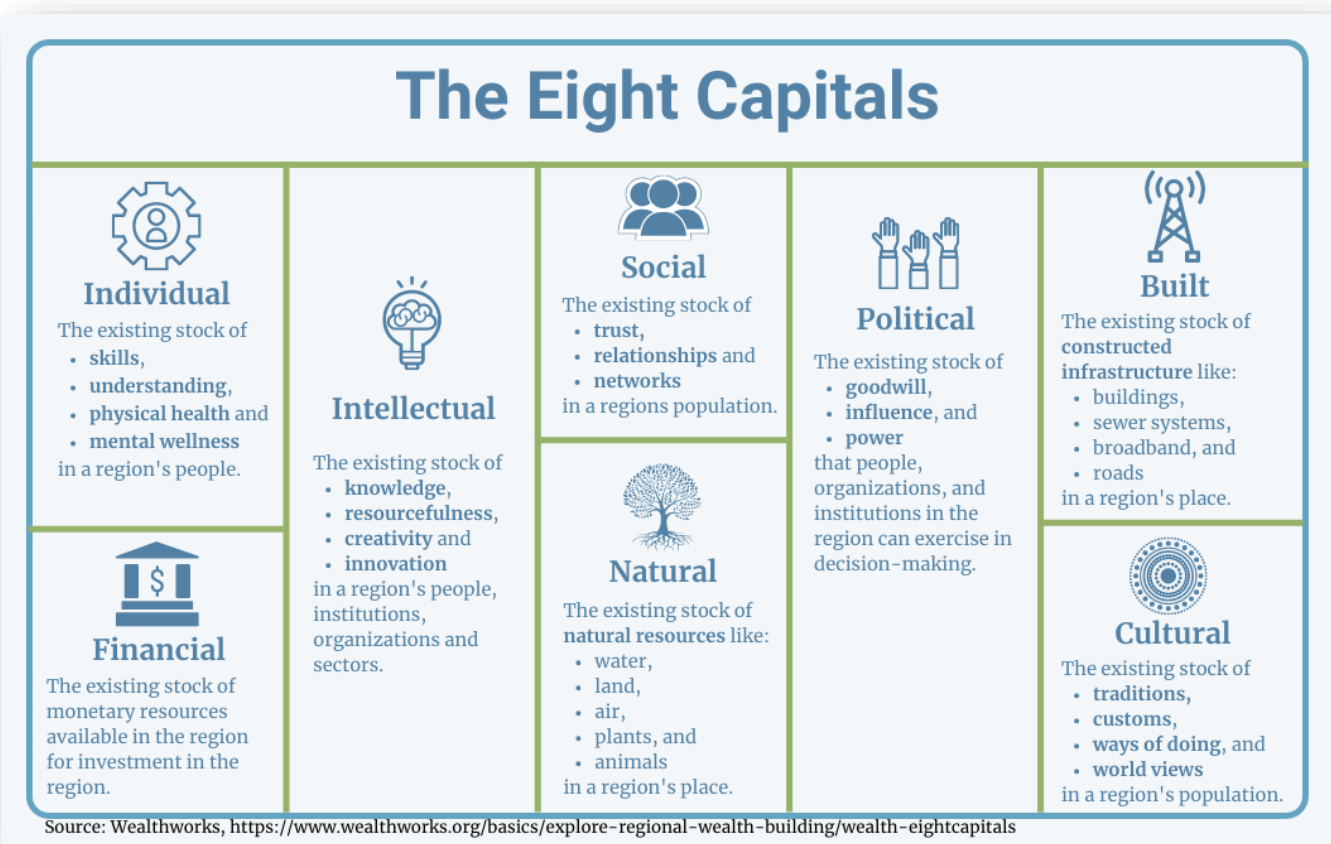 The Eight Capitals
Individual
The existing stock of
• skills,
• understanding,
• physical health and
• mental wellness
in a region's people.
Financial
The existing stock of
monetary resources
available in the region
for investment in the
region.
Intellectual
The existing stock of
• knowledge,
• resourcefulness,
• creativity and
• innovation
in a region's people,
institutions,
organizations and
sectors.
Social
The existing stock of
• trust,
• relationships and
• networks
in a regions population.
Natural
The existing stock of
natural resources like:
• water,
• land,
• air,
• plants, and
• animals
in a region's place.
Political
The existing stock of
• goodwill,
• influence, and
• power
that people,
organizations, and
institutions in the
region can exercise in
decision-making.
Built
The existing stock of
constructed
infrastructure like:
• buildings,
• sewer systems,
• broadband, and
• roads
in a region's place.
Cultural
The existing stock of
• traditions,
• customs,
• ways of doing, and
• world views
in a region's population.
Source: Wealthworks, https://www.wealthworks.org/basics/explore-regional-wealth-building/wealth-eightcapitals